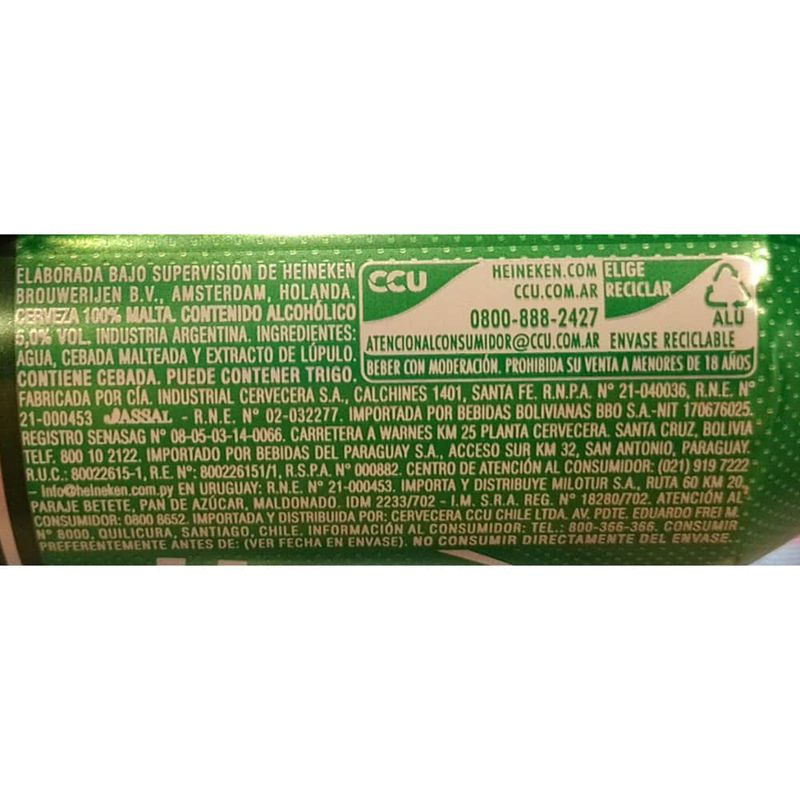 ELABORADA BAJO SUPERVISIÓN DE HEINEKEN
BROUWERIJEN B.V., AMSTERDAM, HOLANDA.
CERVEZA 100% MALTA. CONTENIDO ALCOHÓLICO
5,0% VOL. INDUSTRIA ARGENTINA. INGREDIENTES:
AGUA, CEBADA MALTEADA Y EXTRACTO DE LÚPULO.
CONTIENE CEBADA. PUEDE CONTENER TRIGO.
CCU
HEINEKEN.COM
CCU.COM.AR
0800-888-2427
ATENCIONALCONSUMIDOR@CCU.COM.AR
ELIGE
RECICLAR
ALU
ENVASE RECICLABLE
BEBER CON MODERACIÓN. PROHIBIDA SU VENTA A MENORES DE 18 AÑOS
FABRICADA POR CÍA. INDUSTRIAL CERVECERA S.A., CALCHINES 1401, SANTA FE. R.N.P.A. N° 21-040036, R.N.E. N°
21-000453 JASSAL - R.N.E. N° 02-032277. IMPORTADA POR BEBIDAS BOLIVIANAS BBO S.A.-NIT 170676025.
REGISTRO SENASAG N° 08-05-03-14-0066. CARRETERA A WARNES KM 25 PLANTA CERVECERA. SANTA CRUZ, BOLIVIA
TELF. 800 10 2122. IMPORTADO POR BEBIDAS DEL PARAGUAY S.A., ACCESO SUR KM 32, SAN ANTONIO, PARAGUAY.
R.U.C.: 80022615-1, R.E. N°: 800226151/1, R.S.P.A. N° 000882. CENTRO DE ATENCIÓN AL CONSUMIDOR: (021) 919 7222
- Info@heineken.com.py EN URUGUAY: R.N.E. N° 21-000453. IMPORTA Y DISTRIBUYE MILOTUR S.A., RUTA 60 KM 20,
PARAJE BETETE, PAN DE AZÚCAR, MALDONADO. IDM 2233/702 - I.M. S.R.A. REG. N° 18280/702. ATENCIÓN AL
CONSUMIDOR: 0800 8652. IMPORTADA Y DISTRIBUIDA POR: CERVECERA CCU CHILE LTDA. AV. PDTE. EDUARDO FREI M.
N° 8000, QUILICURA, SANTIAGO, CHILE. INFORMACIÓN AL CONSUMIDOR: TEL.: 800-366-366. CONSUMIR
PREFERENTEMENTE ANTES DE: (VER FECHA EN ENVASE). NO CONSUMIR DIRECTAMENTE DEL ENVASE..